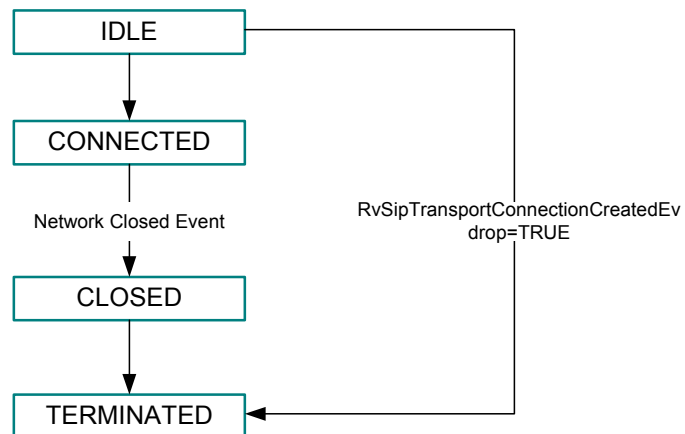 IDLE
CONNECTED
Network Closed Event
RvSipTransportConnectionCreatedEv
drop=TRUE
CLOSED
TERMINATED